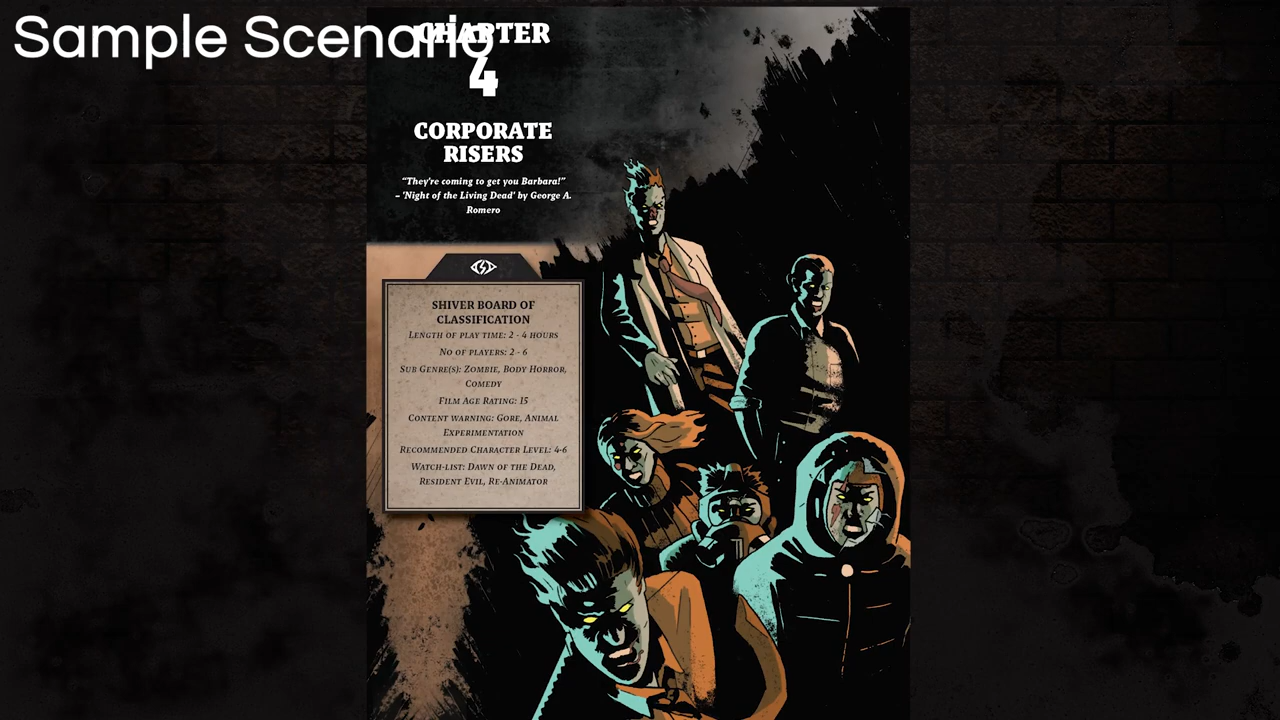 Sample Scenario
CHAPTER
4
CORPORATE
RISERS
"They're coming to get you Barbara!"
– 'Night of the Living Dead' by George A.
Romero
SHIVER BOARD OF
CLASSIFICATION
LENGTH OF PLAY TIME: 2 - 4 HOURS
NO OF PLAYERS: 2 - 6
SUB GENRE(S): ZOMBIE, BODY HORROR,
COMEDY
FILM AGE RATING: 15
CONTENT WARNING: GORE, ANIMAL
EXPERIMENTATION
RECOMMENDED CHARACTER LEVEL: 4-6
WATCH-LIST: DAWN OF THE DEAD,
RESIDENT EVIL, RE-ANIMATOR